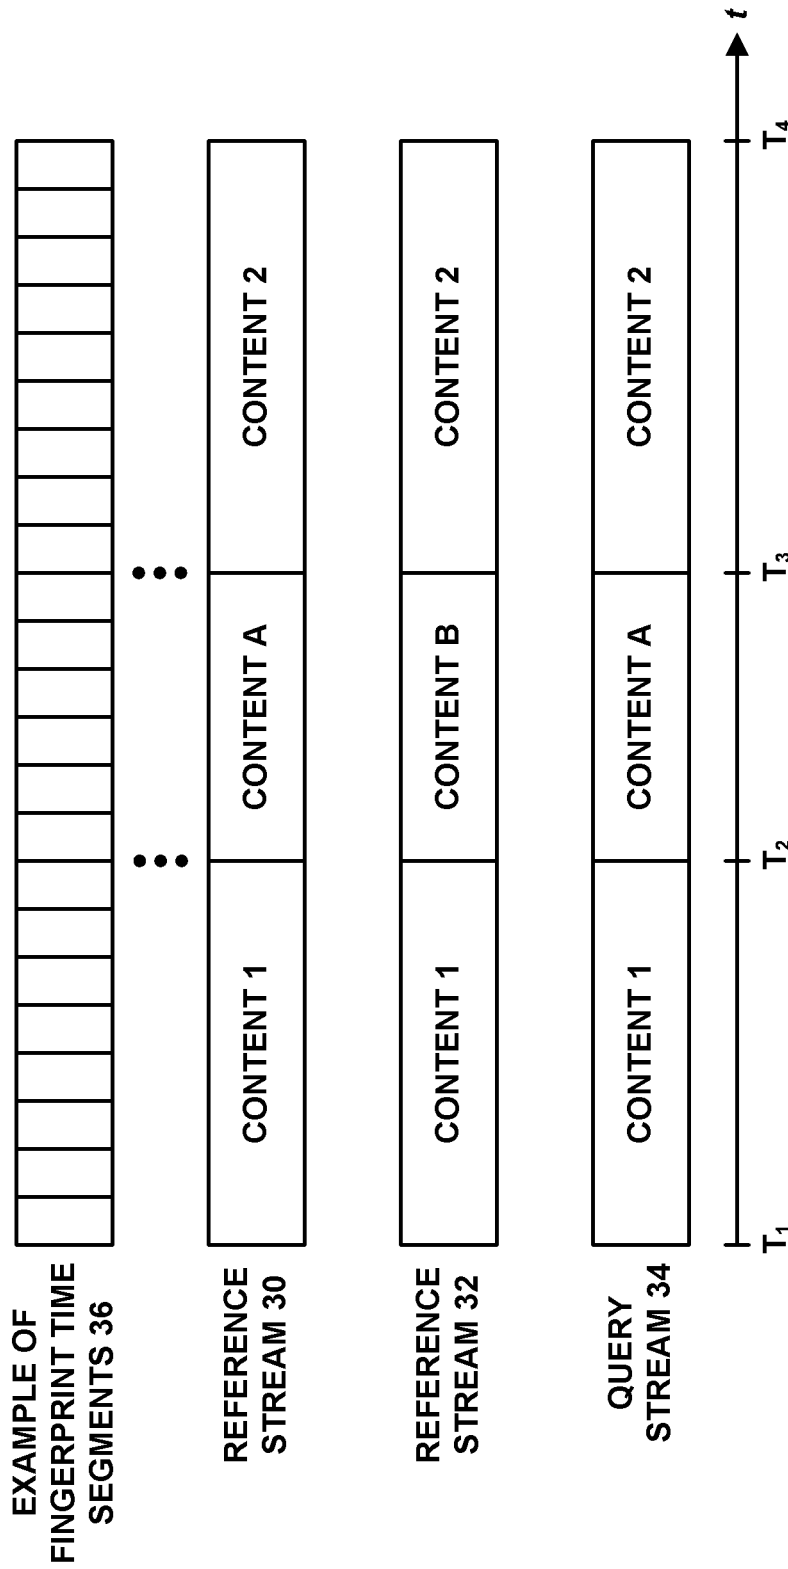 EXAMPLE OF
FINGERPRINT TIME
SEGMENTS 36
REFERENCE
STREAM 30
CONTENT 1
CONTENT A
CONTENT 2
REFERENCE
STREAM 32
CONTENT 1
CONTENT B
CONTENT 2
QUERY
STREAM 34
CONTENT 1
CONTENT A
CONTENT 2
T1
T2
T3
T4
t